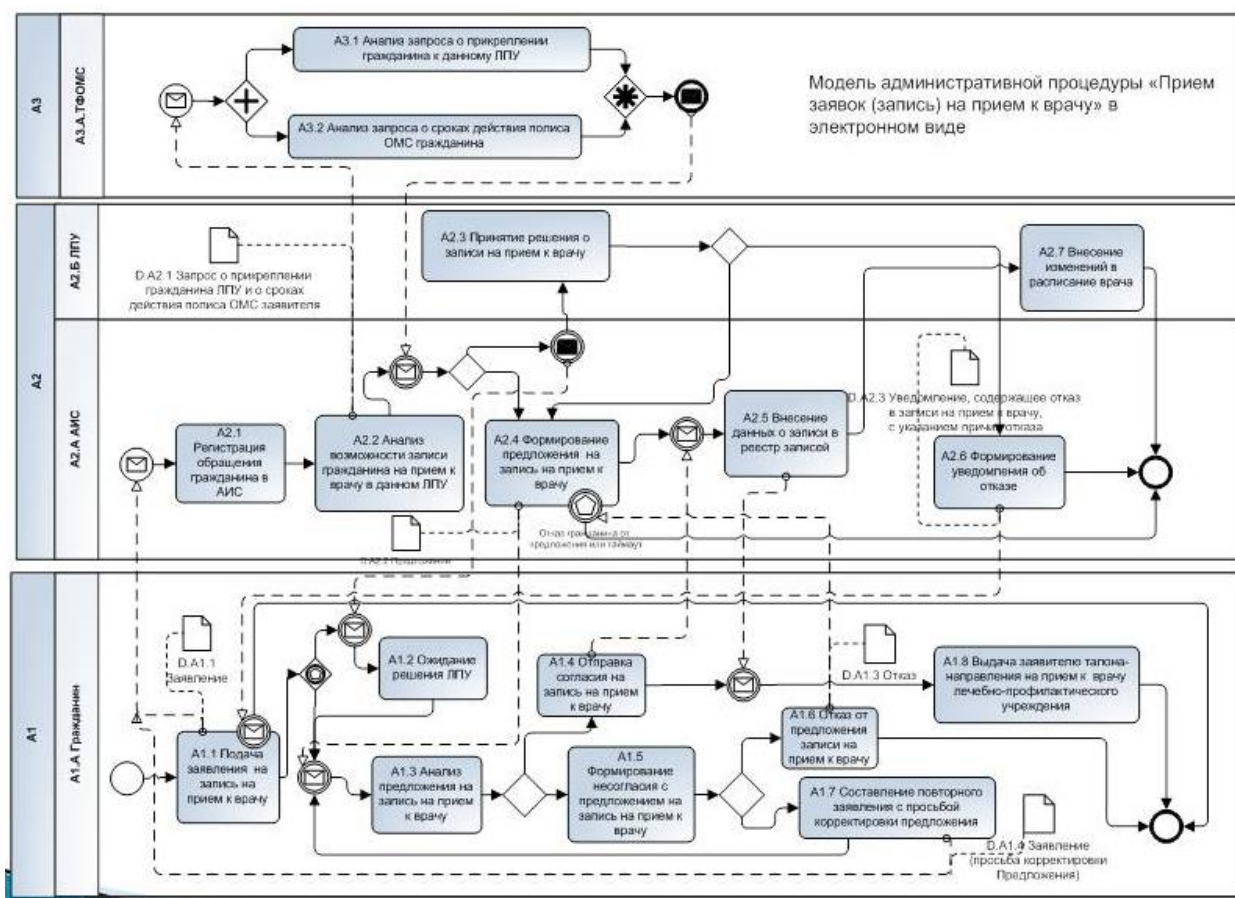 А3
А3.А.ТФОМС
А3.1 Анализ запроса о прикреплении
гражданина к данному ЛПУ
А3.2 Анализ запроса о сроках действия полиса
ОМС гражданина
Модель административной процедуры «Прием
заявок (запись) на прием к врачу» в
электронном виде
А2
А2.Б ЛПУ
D.A2.1 Запрос о прикреплении
гражданина ЛПУ и о сроках
действия полиса ОМС заявителя
А2.3 Принятие решения о
записи на прием к врачу
А2.7 Внесение
изменений в
расписание врача
А2.А АИС
А2.1
Регистрация
обращения
гражданина в
АИС
А2.2 Анализ
возможности записи
гражданина на прием к
врачу в данном ЛПУ
А2.4 Формирование
предложения на
запись на прием к
врачу
Отказ гражданина от
предложения или таймаут
D.A2.2 Предложение
А2.5 Внесение
данных о записи в
реестр записей
D.A2.3 Уведомление, содержащее отказ
в записи на прием к врачу,
с указанием причин отказа
А2.6 Формирование
уведомления об
отказе
А1
А1.А Гражданин
D.A1.1
Заявление
А1.1 Подача
заявления на
запись на
прием к врачу
А1.2 Ожидание
решения ЛПУ
А1.3 Анализ
предложения на
запись на прием
к врачу
А1.4 Отправка
согласия на
запись на прием
к врачу
А1.5
Формирование
несогласия с
предложением на
запись на прием к
врачу
D.A1.3 Отказ
А1.6 Отказ от
предложения
записи на
прием к врачу
А1.7 Составление повторного
заявления с просьбой
корректировки предложения
А1.8 Выдача заявителю талона-
направления на прием к врачу
лечебно-профилактического
учреждения
D.A1.4 Заявление
(просьба корректировки
Предложения)